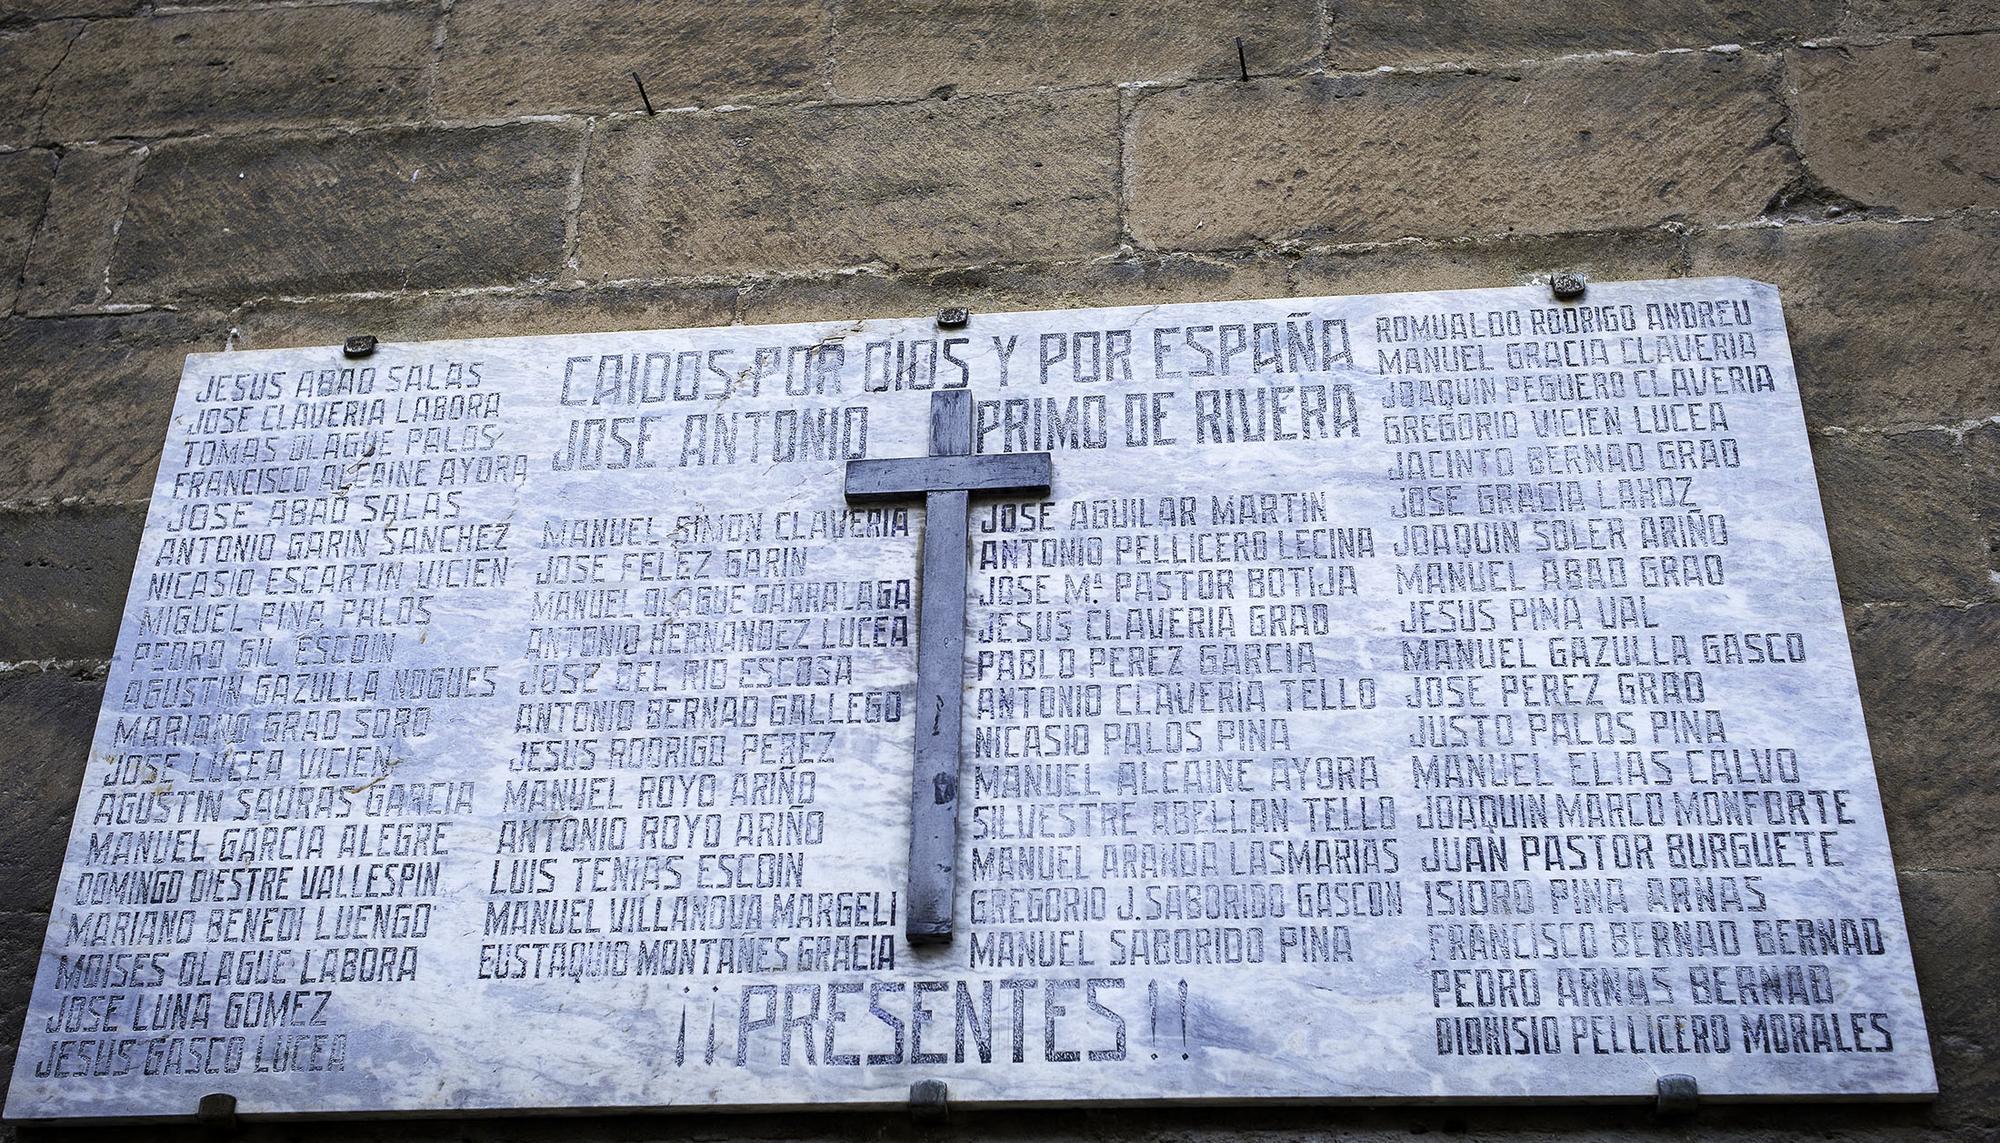 CAIDOS POR DIOS Y POR ESPAÑA
JOSE ANTONIO PRIMO DE RIVERA
JESUS ABAD SALAS
JOSE CLAVERIA LABORA
TOMAS OLAGUE PALOS
FRANCISCO ALCAINE AYORA
JOSE ABAD SALAS
ANTONIO GARIN SANCHEZ
NICASIO ESCARTIN VICIEN
MIGUEL PINA PALOS
PEDRO GIL ESCOIN
AGUSTIN GAZULLA NOGUES
MARIANO GRAO SORO
JOSE LUCEA VICIEN
AGUSTIN SAURAS GARCIA
MANUEL GARCIA ALEGRE
DOMINGO DIESTRE VALLESPIN
MARIANO BENEDI LUENGO
MOISES OLAGUE LABORA
JOSE LUNA GOMEZ
JESUS GASCO LUCEA
MANUEL SIMON CLAVERIA
JOSE FELEZ GARIN
MANUEL OLAGUE GARRALAGA
ANTONIO HERNANDEZ LUCEA
JOSE DEL RIO ESCOSA
ANTONIO BERNAD GALLEGO
JESUS RODRIGO PEREZ
MANUEL ROYO ARIÑO
ANTONIO ROYO ARIÑO
LUIS TENIAS ESCOIN
MANUEL VILLANOVA MARGELI
EUSTAQUIO MONTAÑES GRACIA
JOSE AGUILAR MARTIN
ANTONIO PELLICERO LECINA
JOSE Mª PASTOR BOTIJA
JESUS CLAVERIA GRAO
PABLO PEREZ GARCIA
ANTONIO CLAVERIA TELLO
NICASIO PALOS PINA
MANUEL ALCAINE AYORA
SILVESTRE ABELLAN TELLO
MANUEL ARANDA LASMARIAS
GREGORIO J. SABORIDO GASCON
MANUEL SABORIDO PINA
ROMUALDO RODRIGO ANDREU
MANUEL GRACIA CLAVERIA
JOAQUIN PEGUERO CLAVERIA
GREGORIO VICIEN LUCEA
JACINTO BERNAD GRAO
JOSE GRACIA LAHOZ
JOAQUIN SOLER ARIÑO
MANUEL ABAD GRAO
JESUS PINA VAL
MANUEL GAZULLA GASCO
JOSE PEREZ GRAO
JUSTO PALOS PINA
MANUEL ELIAS CALVO
JOAQUIN MARCO MONFORTE
JUAN PASTOR BURGUETE
ISIDRO PINA ARNAS
FRANCISCO BERNAD BERNAD
PEDRO ARNAS BERNAD
DIONISIO PELLICERO MORALES
¡¡PRESENTES!!